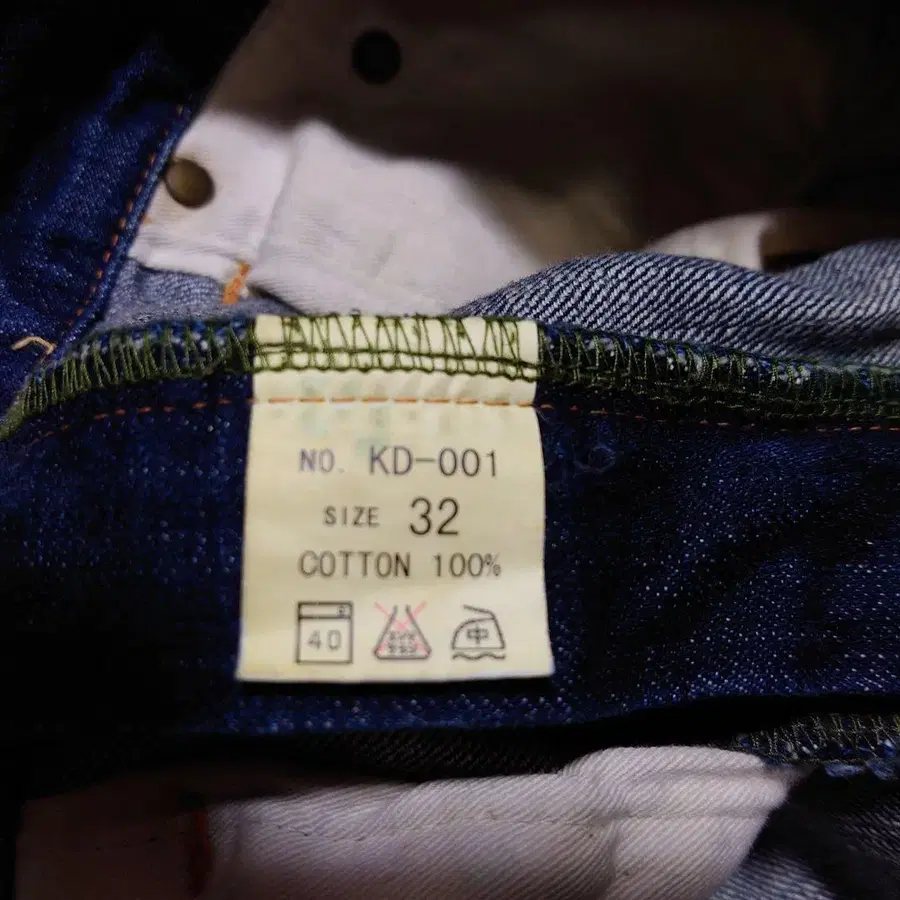 NO. KD-001
SIZE 32
COTTON 100%
40 中